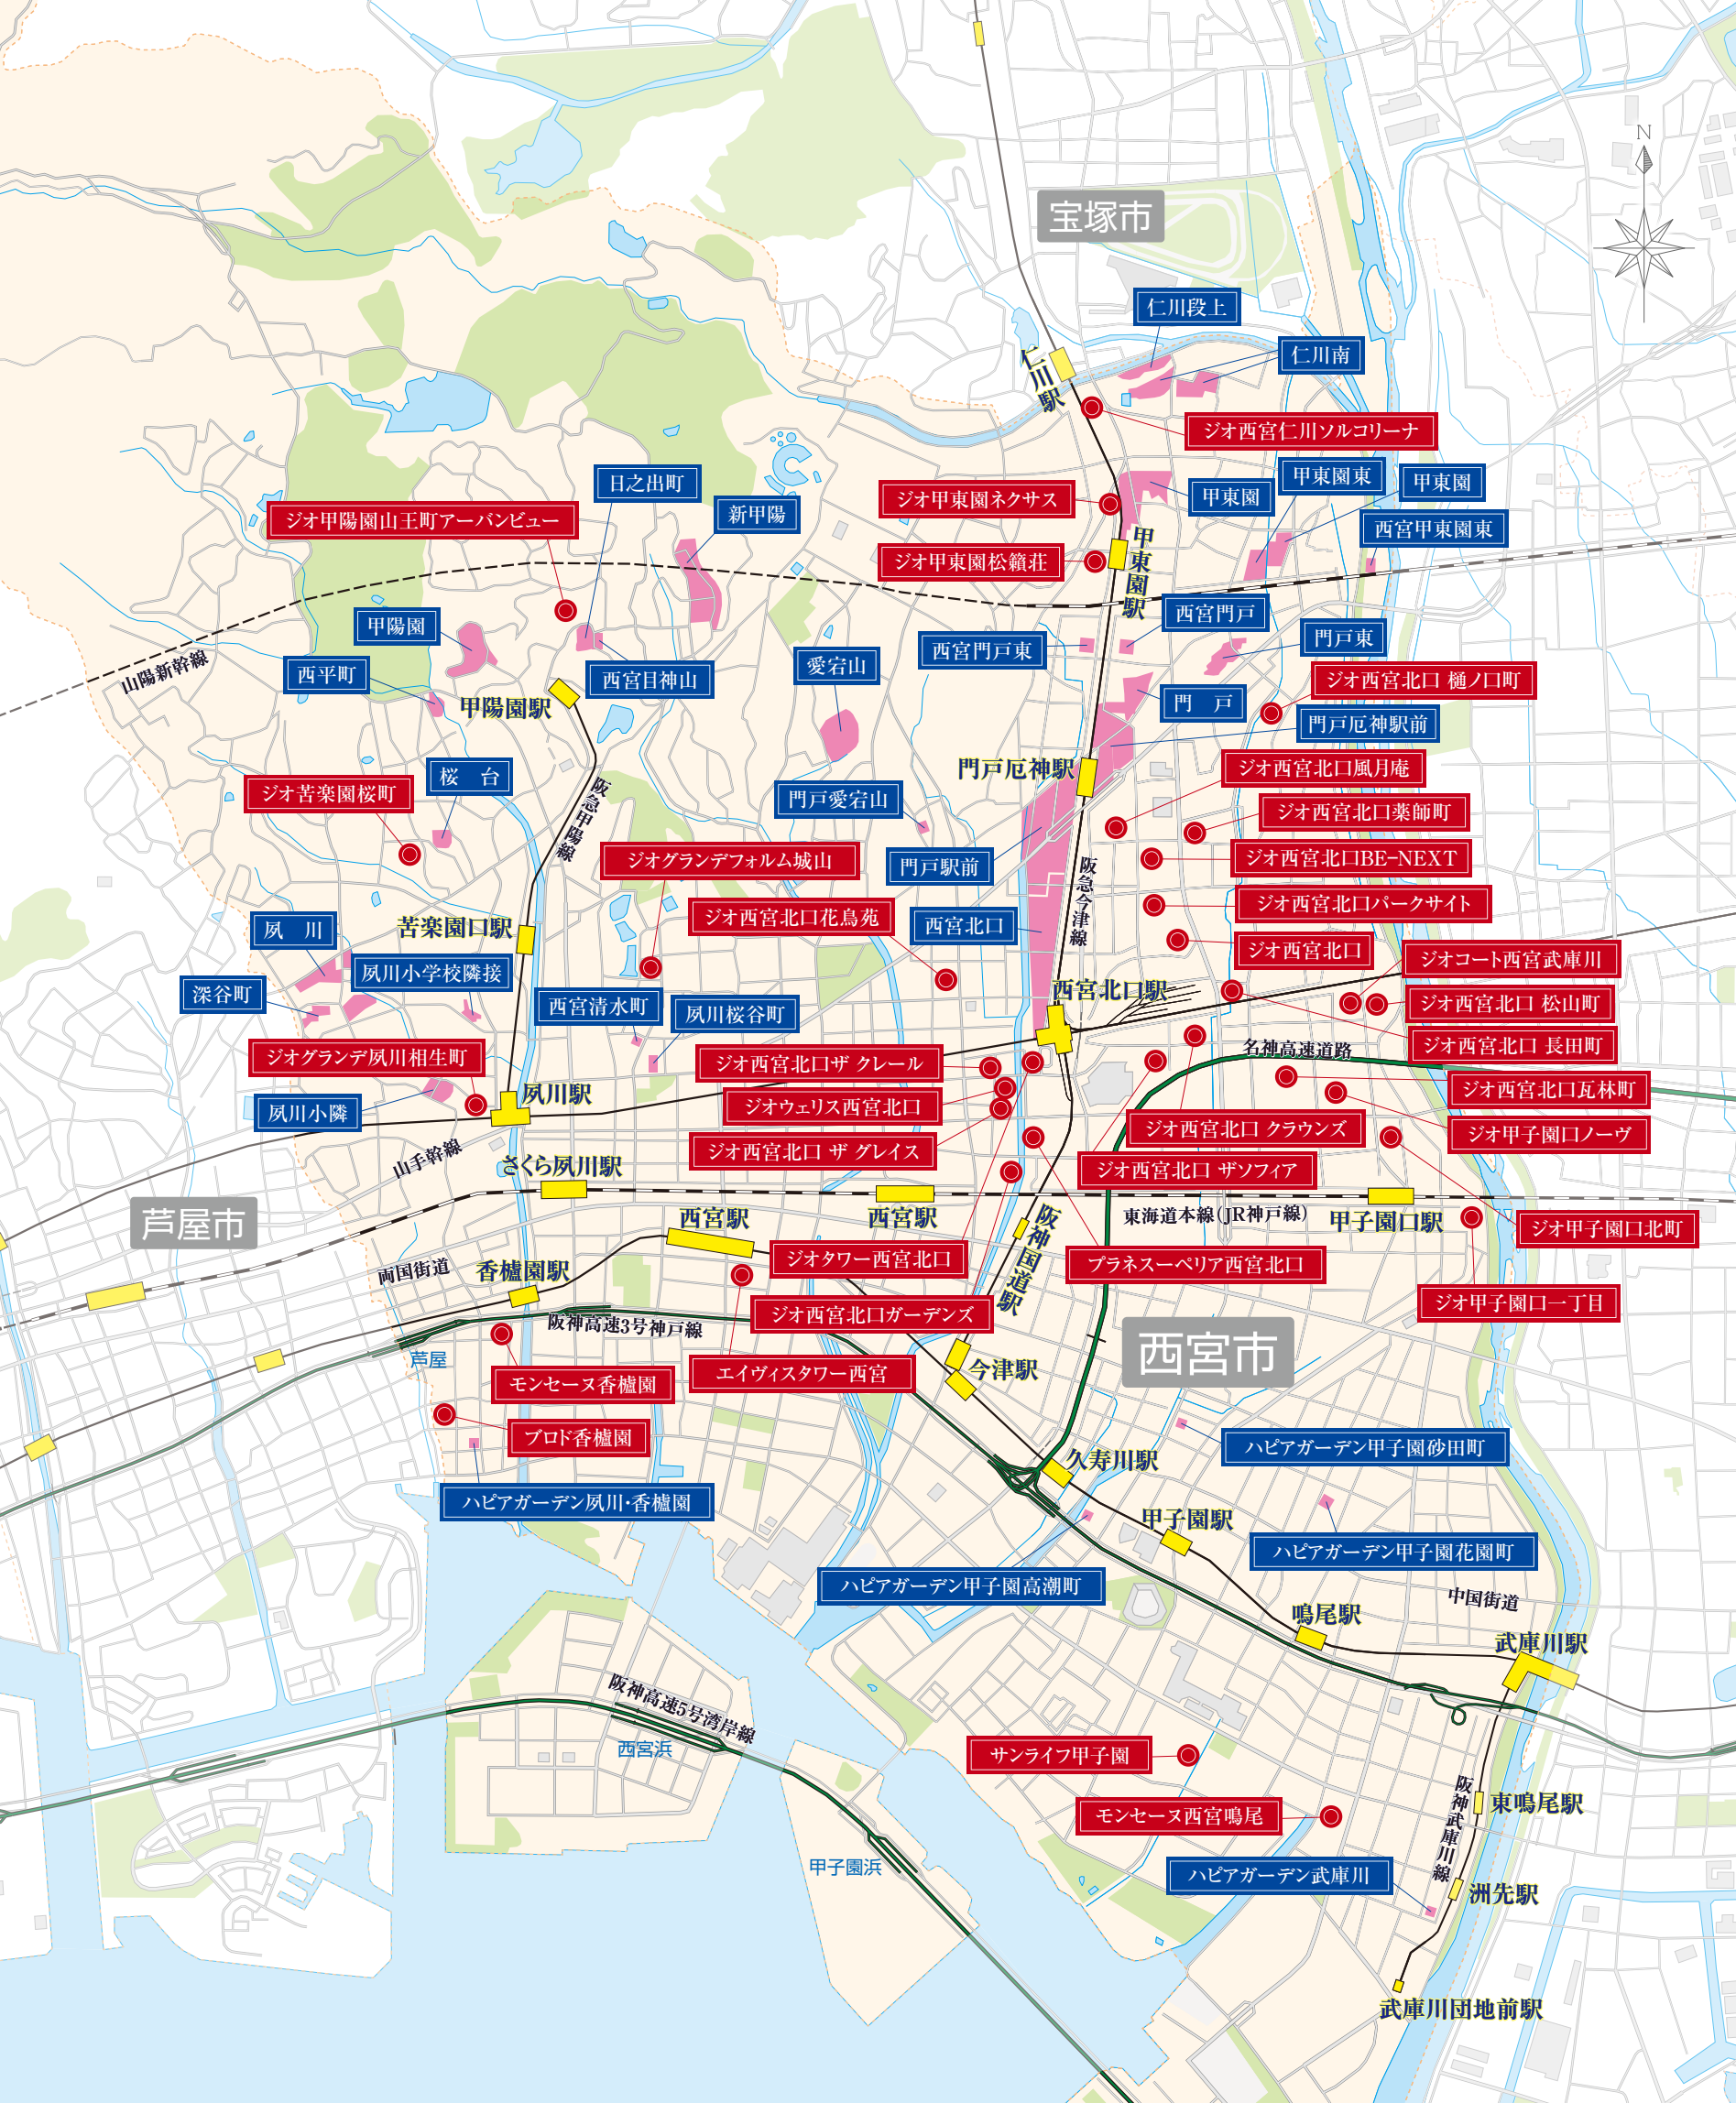 N
宝塚市
仁川段上
仁川南
仁川駅
ジオ西宮仁川ソルコリーナ
日之出町
新甲陽
ジオ甲陽園山王町アーバンビュー
ジオ甲東園ネクサス
甲東園
甲東園東
甲東園
西宮甲東園東
ジオ甲東園松籟荘
甲東園駅
甲陽園
西平町
山陽新幹線
甲陽園駅
西宮目神山
愛宕山
西宮門戸東
西宮門戸
門戸東
ジオ西宮北口 樋ノ口町
門　戸
門戸厄神駅前
門戸厄神駅
ジオ西宮北口風月庵
桜　台
ジオ苦楽園桜町
阪急甲陽線
門戸愛宕山
ジオ西宮北口薬師町
ジオグランデフォルム城山
門戸駅前
阪急今津線
ジオ西宮北口BE−NEXT
ジオ西宮北口花鳥苑
西宮北口
ジオ西宮北口パークサイト
夙　川
苦楽園口駅
ジオ西宮北口
ジオコート西宮武庫川
夙川小学校隣接
深谷町
西宮清水町
夙川桜谷町
西宮北口駅
ジオ西宮北口 松山町
ジオ西宮北口 長田町
ジオグランデ夙川相生町
ジオ西宮北口ザ クレール
名神高速道路
ジオ西宮北口瓦林町
夙川小隣
夙川駅
ジオウェリス西宮北口
ジオ西宮北口 クラウンズ
ジオ甲子園口ノーヴ
ジオ西宮北口 ザ グレイス
山手幹線
さくら夙川駅
ジオ西宮北口 ザソフィア
芦屋市
西宮駅
西宮駅
阪神国道駅
東海道本線(JR神戸線)
甲子園口駅
ジオ甲子園口北町
両国街道
香櫨園駅
ジオタワー西宮北口
プラネスーペリア西宮北口
ジオ甲子園口一丁目
阪神高速3号神戸線
ジオ西宮北口ガーデンズ
西宮市
芦屋
モンセーヌ香櫨園
エイヴィスタワー西宮
今津駅
ブロド香櫨園
ハピアガーデン甲子園砂田町
久寿川駅
ハピアガーデン夙川・香櫨園
甲子園駅
ハピアガーデン甲子園花園町
ハピアガーデン甲子園高潮町
中国街道
鳴尾駅
武庫川駅
阪神高速5号湾岸線
西宮浜
サンライフ甲子園
阪神武庫川線
東鳴尾駅
モンセーヌ西宮鳴尾
甲子園浜
ハピアガーデン武庫川
洲先駅
武庫川団地前駅